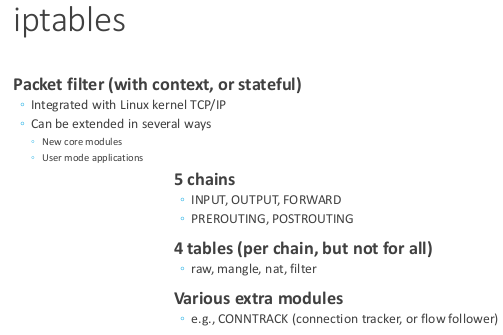 iptables
Packet filter (with context, or stateful)
Integrated with Linux kernel TCP/IP
Can be extended in several ways
New core modules
User mode applications
5 chains
INPUT, OUTPUT, FORWARD
PREROUTING, POSTROUTING
4 tables (per chain, but not for all)
raw, mangle, nat, filter
Various extra modules
e.g., CONNTRACK (connection tracker, or flow follower)